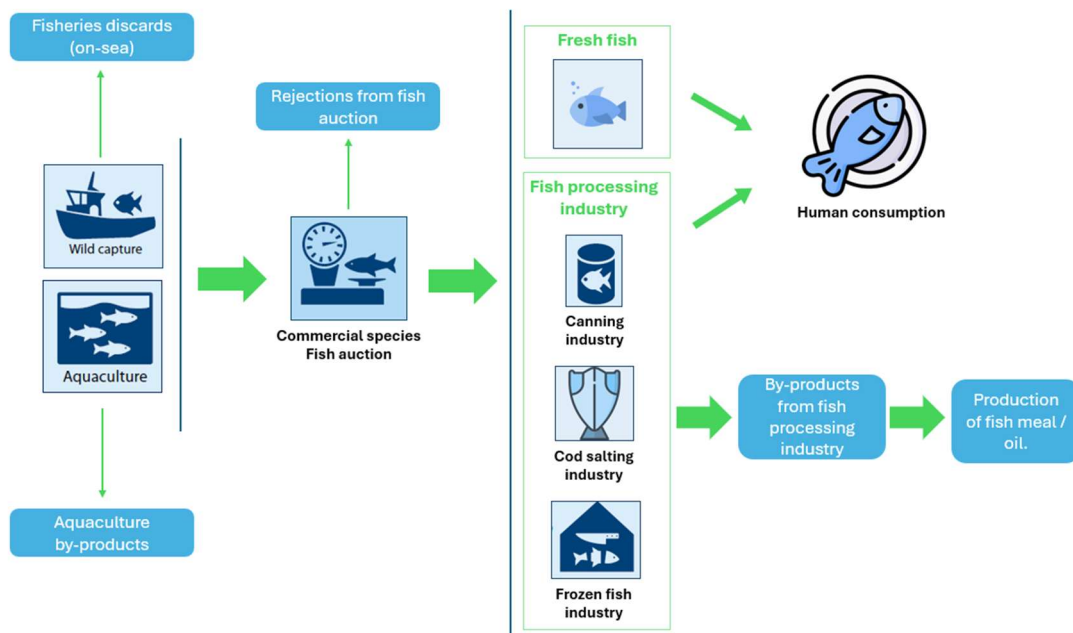 Fisheries discards
(on-sea)
Wild capture
Aquaculture
Aquaculture
by-products
Rejections from fish
auction
Commercial species
Fish auction
Fresh fish
Fish processing
industry
Canning
industry
Cod salting
industry
Frozen fish
industry
Human consumption
By-products
from fish
processing
industry
Production
of fish meal /
oil.